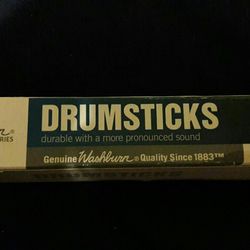 DRUMSTICKS
durable with a more pronounced sound
Genuine Washburn® Quality Since 1883™